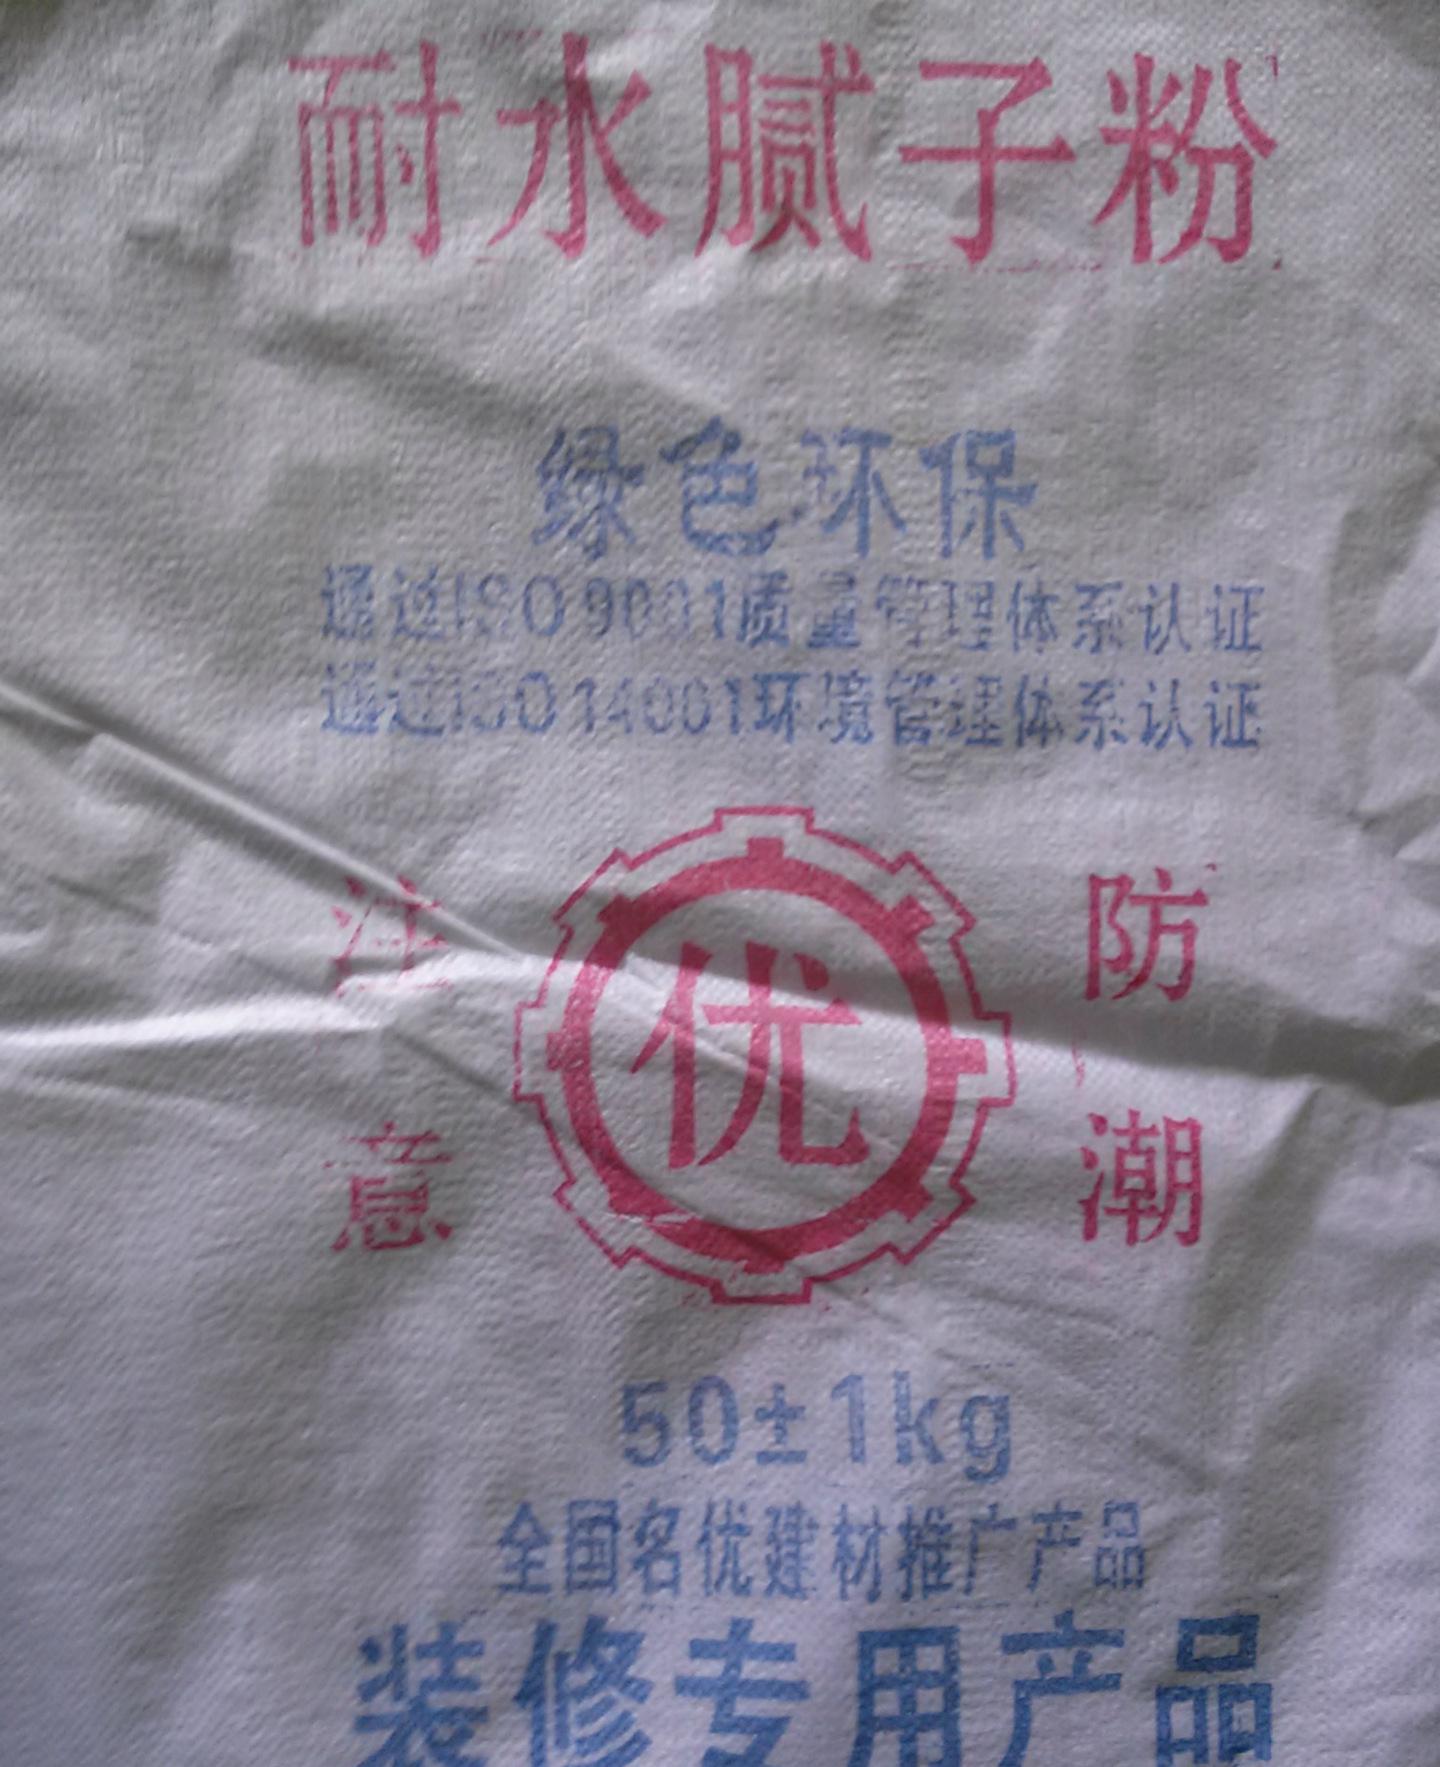 耐水腻子粉
绿色环保
通过ISO9001质量管理体系认证
通过ISO14001环境管理体系认证
注意
优
防潮
50±1kg
全国名优建材推广产品
装修专用产品